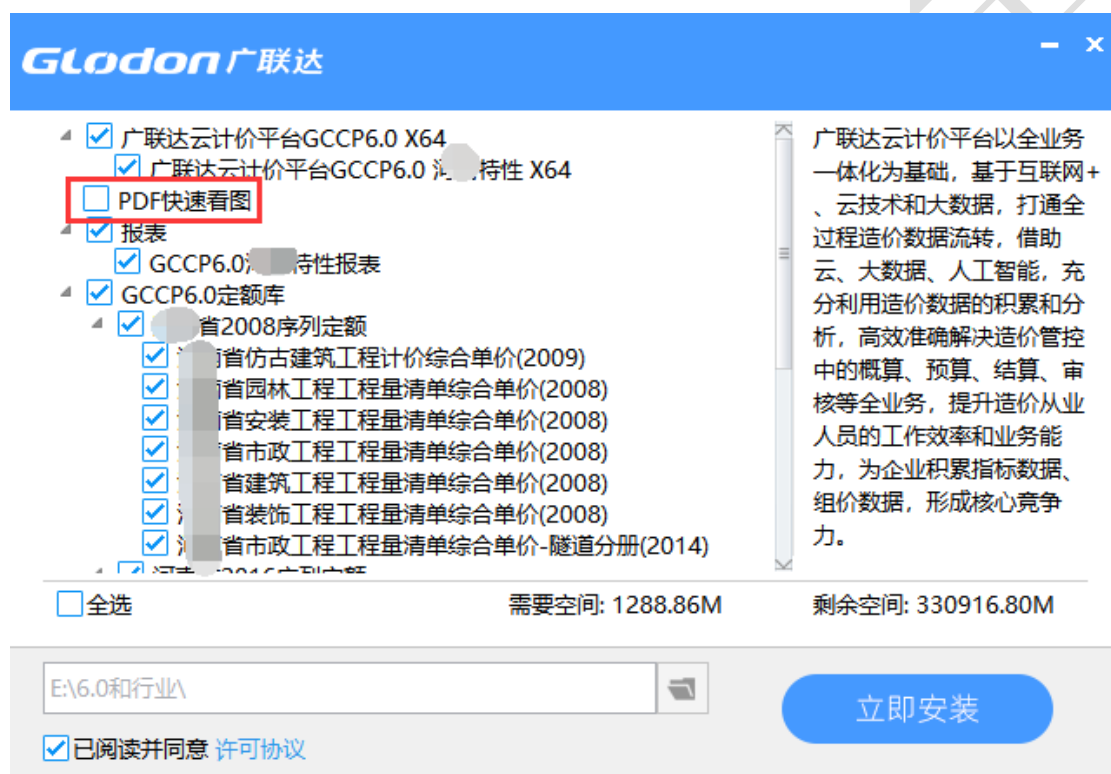 Glodon广联达
广联达云计价平台GCCP6.0 X64
广联达云计价平台GCCP6.0 特性 X64
PDF快速看图
报表
GCCP6.0 特性报表
GCCP6.0定额库
省2008序列定额
省仿古建筑工程计价综合单价(2009)
省园林工程工程量清单综合单价(2008)
省安装工程工程量清单综合单价(2008)
省市政工程工程量清单综合单价(2008)
省建筑工程工程量清单综合单价(2008)
省装饰工程工程量清单综合单价(2008)
省市政工程工程量清单综合单价-隧道分册(2014)
广联达云计价平台以全业务
一体化为基础，基于互联网+
、云技术和大数据，打通全
过程造价数据流转，借助
云、大数据、人工智能，充
分利用造价数据的积累和分
析，高效准确解决造价管控
中的概算、预算、结算、审
核等全业务，提升造价从业
人员的工作效率和业务能
力，为企业积累指标数据、
组价数据，形成核心竞争
力。
全选
需要空间: 1288.86M
剩余空间: 330916.80M
E:\6.0和行业\
立即安装
已阅读并同意 许可协议